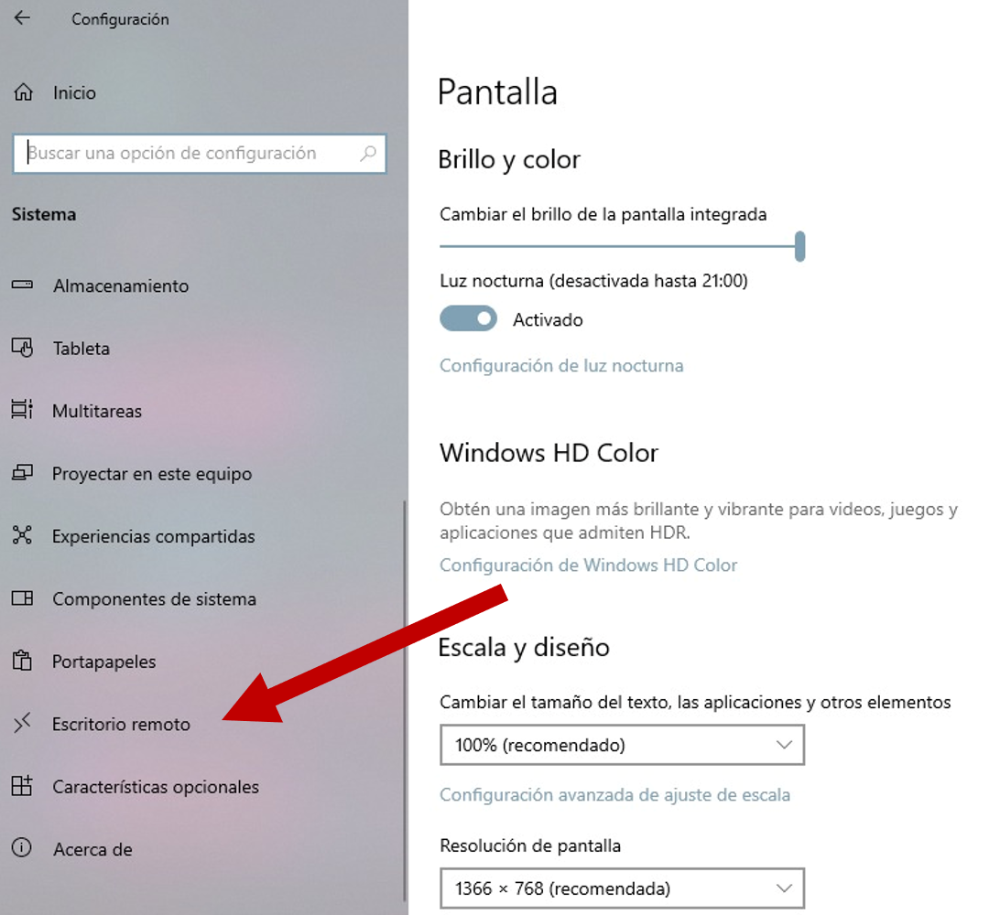 Configuración
Inicio
Buscar una opción de configuración
Sistema
Almacenamiento
Tableta
Multitareas
Proyectar en este equipo
Experiencias compartidas
Componentes de sistema
Portapapeles
Escritorio remoto
Características opcionales
Acerca de
Pantalla
Brillo y color
Cambiar el brillo de la pantalla integrada
Luz nocturna (desactivada hasta 21:00)
Activado
Configuración de luz nocturna
Windows HD Color
Obtén una imagen más brillante y vibrante para videos, juegos y
aplicaciones que admiten HDR.
Configuración de Windows HD Color
Escala y diseño
Cambiar el tamaño del texto, las aplicaciones y otros elementos
100% (recomendado)
Configuración avanzada de ajuste de escala
Resolución de pantalla
1366 × 768 (recomendada)